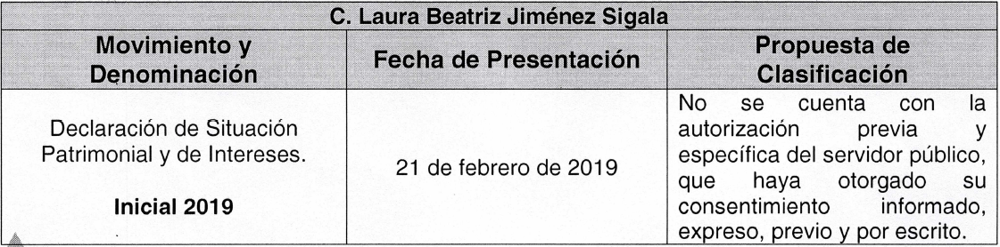 C. Laura Beatriz Jiménez Sigala
Movimiento y
Denominación
Fecha de Presentación
Propuesta de
Clasificación
Declaración de Situación
Patrimonial y de Intereses.
Inicial 2019
21 de febrero de 2019
No se cuenta con la
autorización previa y
específica del servidor público,
que haya otorgado su
consentimiento informado,
expreso, previo y por escrito.